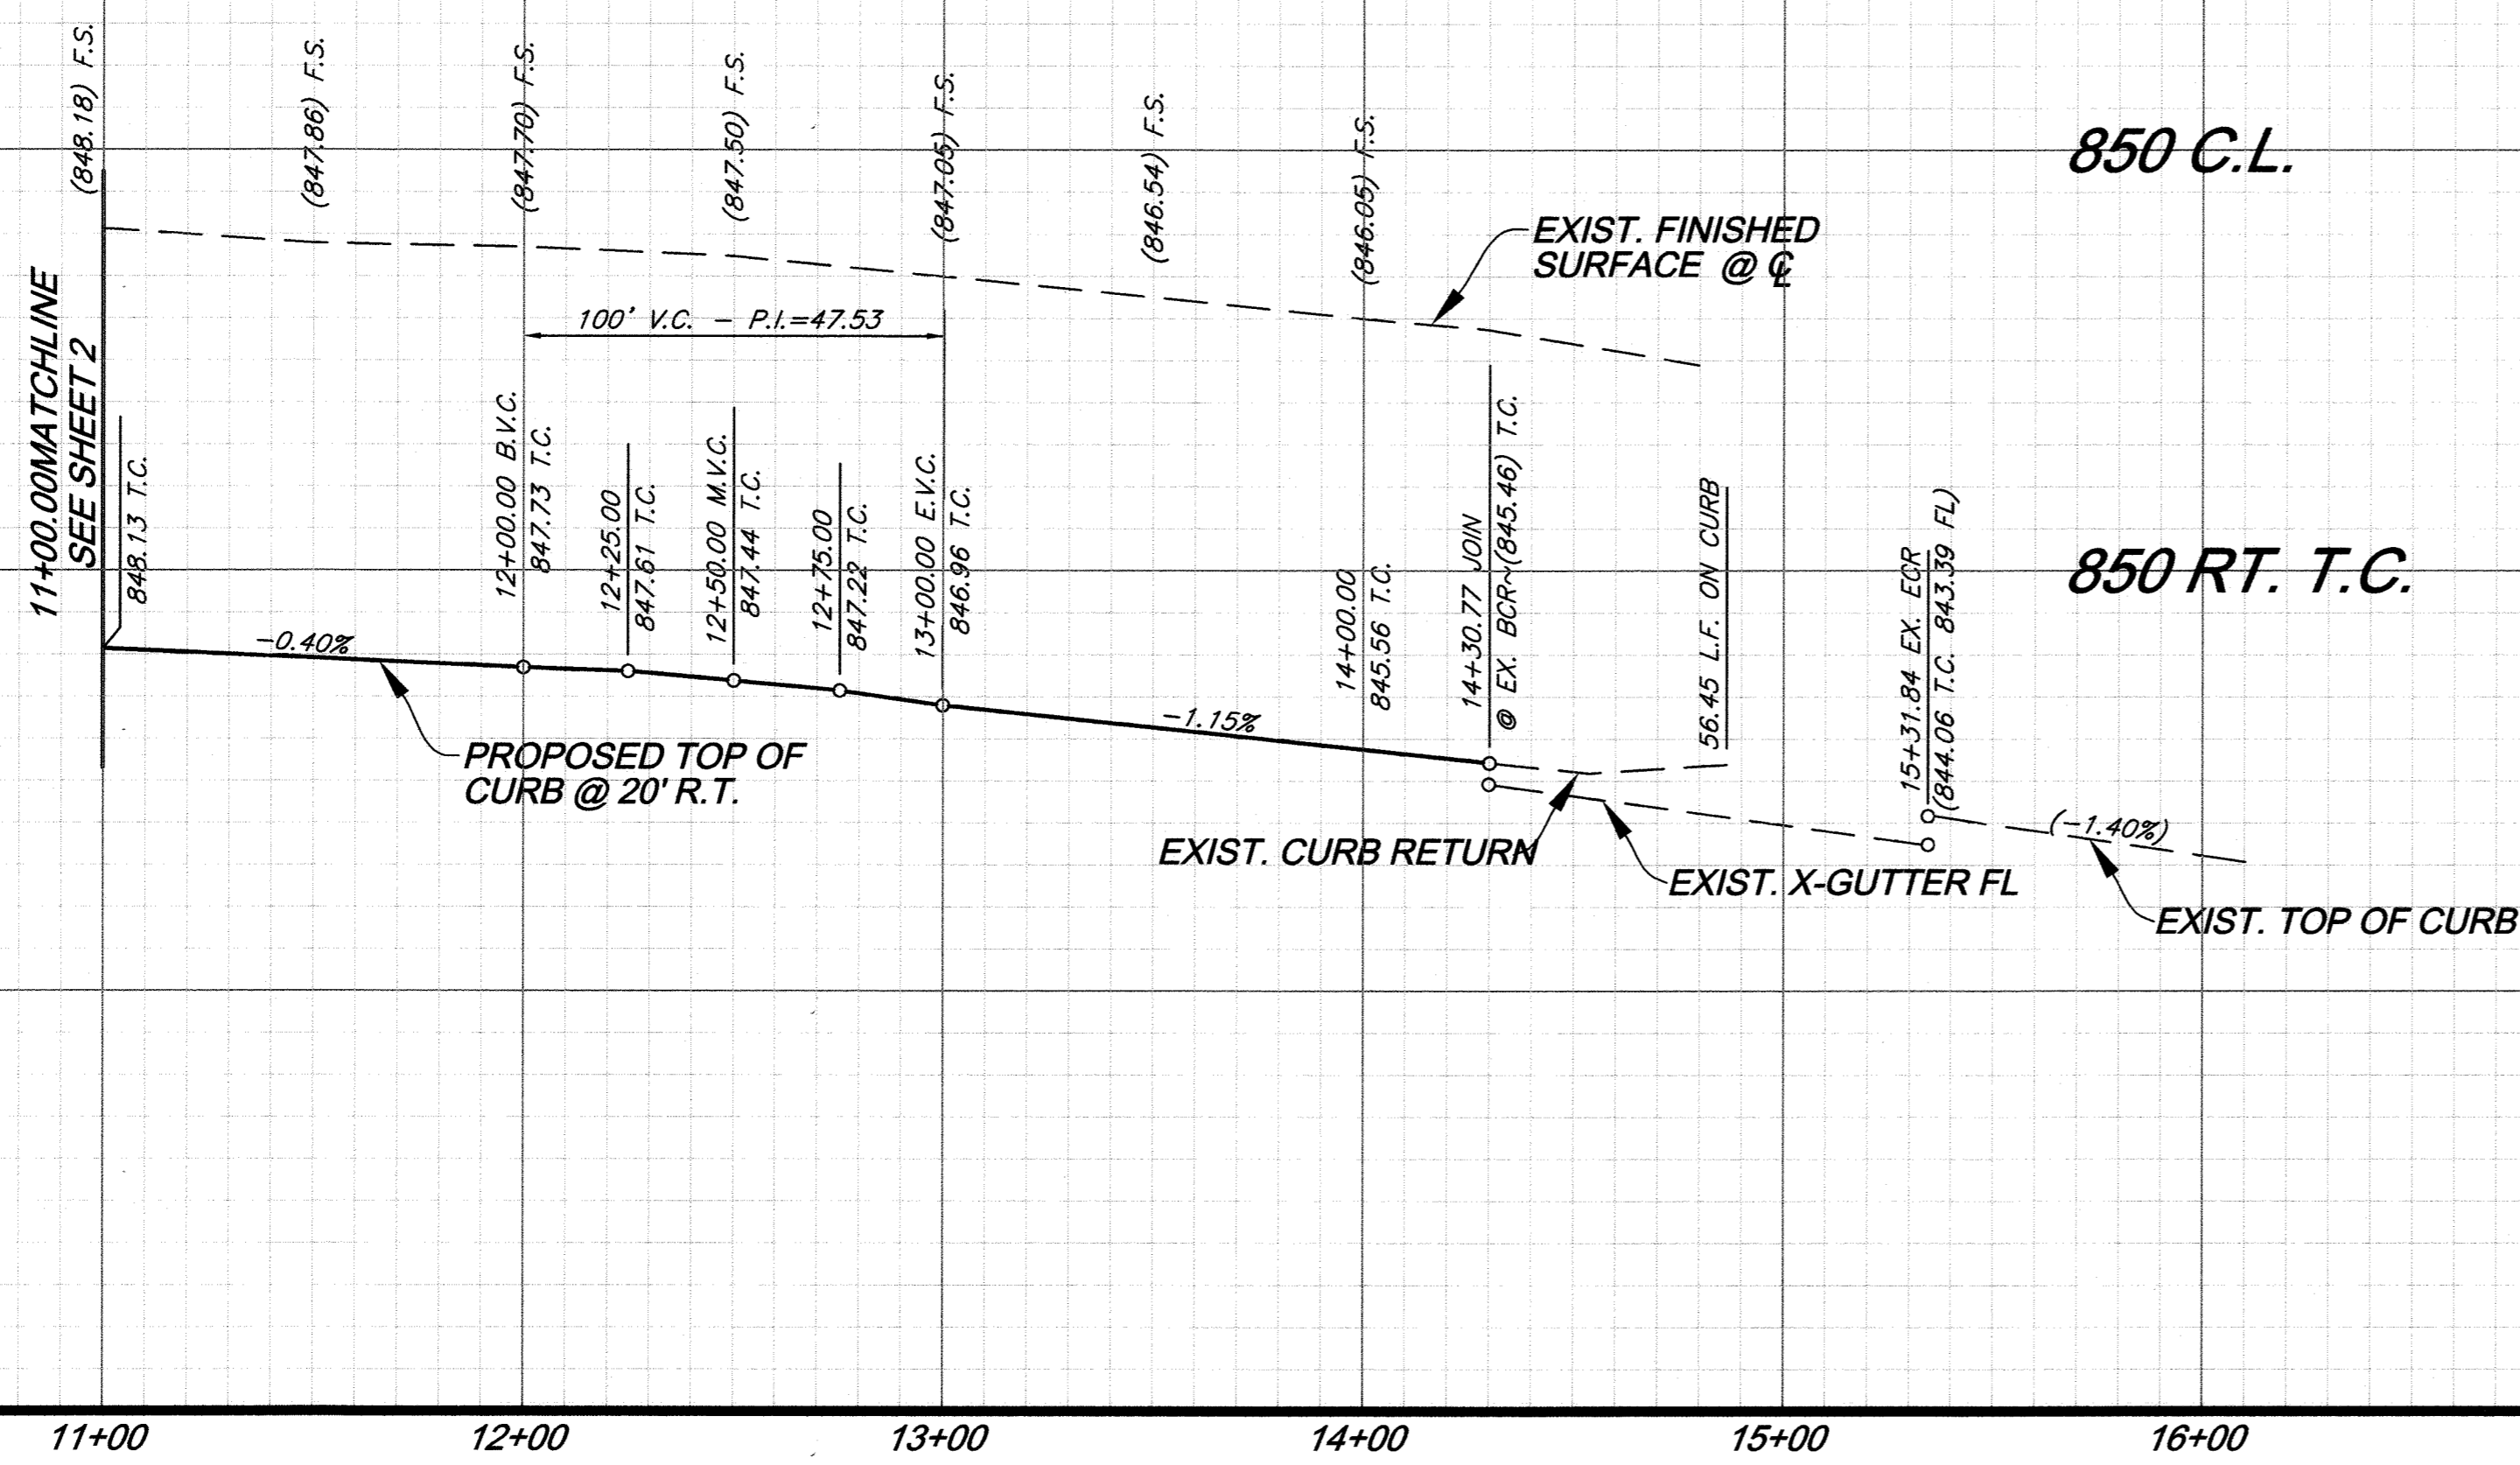 (848.18) F.S.
(847.86) F.S.
(847.70) F.S.
(847.50) F.S.
(847.05) F.S.
(846.54) F.S.
(846.05) F.S.
850 C.L.
EXIST. FINISHED
SURFACE @ ℄
11+00.00MATCHLINE
SEE SHEET 2
100' V.C. - P.I.=47.53
848.13 T.C.
12+00.00 B.V.C.
847.73 T.C.
12+25.00
847.61 T.C.
12+50.00 M.V.C.
847.44 T.C.
12+75.00
847.22 T.C.
13+00.00 E.V.C.
846.96 T.C.
14+00.00
845.56 T.C.
14+30.77 JOIN
@ EX. BCR~(845.46) T.C.
56.45 L.F. ON CURB
15+31.84 EX. ECR
(844.06 T.C. 843.39 FL)
850 RT. T.C.
-0.40%
-1.15%
(-1.40%)
PROPOSED TOP OF
CURB @ 20' R.T.
EXIST. CURB RETURN
EXIST. X-GUTTER FL
EXIST. TOP OF CURB
11+00
12+00
13+00
14+00
15+00
16+00